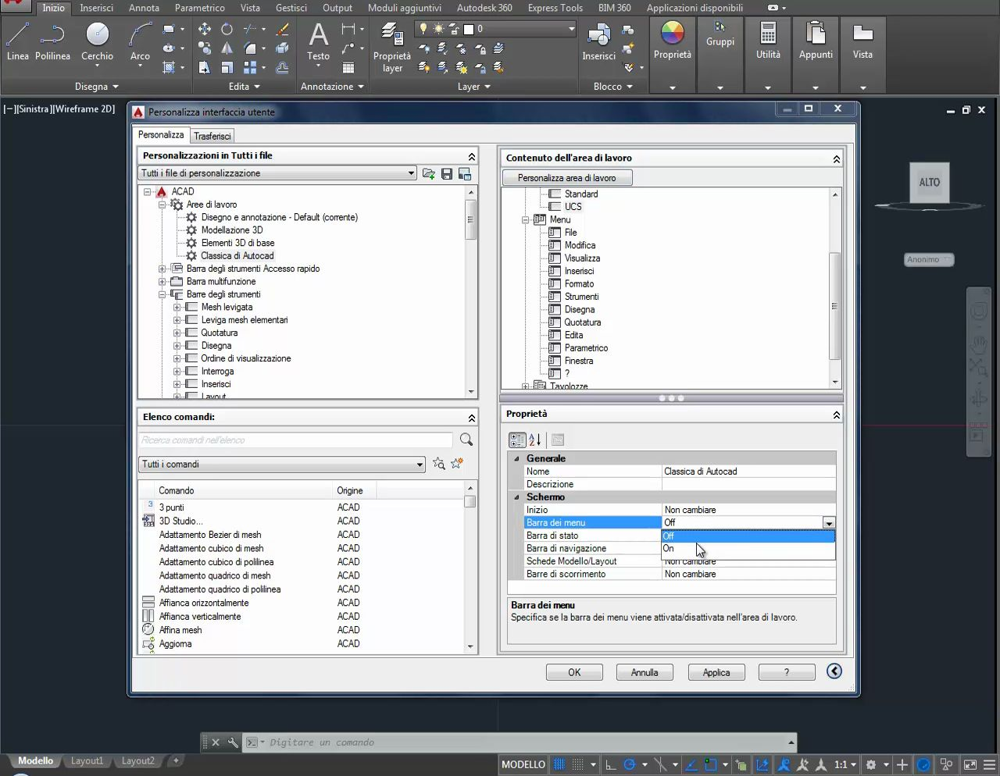 Inizio Inserisci Annota Parametrico Vista Gestisci Output Moduli aggiuntivi Autodesk 360 Express Tools BIM 360 Applicazioni disponibili
0
Linea Polilinea Cerchio Arco Testo Proprietà layer Inserisci Proprietà Gruppi Utilità Appunti Vista
Disegna Edita Annotazione Layer Blocco
[−][Sinistra][Wireframe 2D]
Personalizza interfaccia utente
Personalizza Trasferisci
Personalizzazioni in Tutti i file
Tutti i file di personalizzazione
ACAD
Aree di lavoro
Disegno e annotazione - Default (corrente)
Modellazione 3D
Elementi 3D di base
Classica di Autocad
Barra degli strumenti Accesso rapido
Barra multifunzione
Barre degli strumenti
Mesh levigata
Leviga mesh elementari
Quotatura
Disegna
Ordine di visualizzazione
Interroga
Inserisci
Layout
Elenco comandi:
Ricerca comandi nell'elenco
Tutti i comandi
Comando Origine
3 punti ACAD
3D Studio... ACAD
Adattamento Bezier di mesh ACAD
Adattamento cubico di mesh ACAD
Adattamento cubico di polilinea ACAD
Adattamento quadrico di mesh ACAD
Adattamento quadrico di polilinea ACAD
Affianca orizzontalmente ACAD
Affianca verticalmente ACAD
Affina mesh ACAD
Aggiorna ACAD
Contenuto dell'area di lavoro
Personalizza area di lavoro
Standard
UCS
Menu
File
Modifica
Visualizza
Inserisci
Formato
Strumenti
Disegna
Quotatura
Edita
Parametrico
Finestra
?
Tavolozze
Proprietà
Generale
Nome Classica di Autocad
Descrizione
Schermo
Inizio Non cambiare
Barra dei menu Off
Barra di stato Off
Barra di navigazione On
Schede Modello/Layout Non cambiare
Barre di scorrimento Non cambiare
Barra dei menu
Specifica se la barra dei menu viene attivata/disattivata nell'area di lavoro.
OK Annulla Applica ?
ALTO
Anonimo
Digitare un comando
Modello Layout1 Layout2 +
MODELLO 1:1